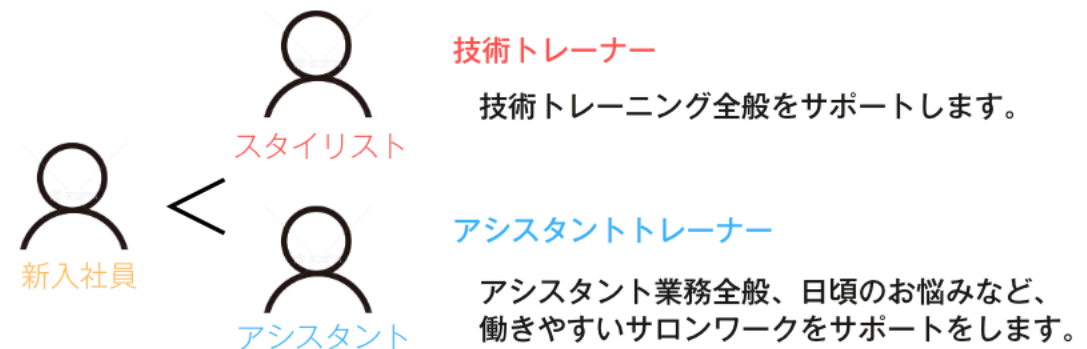 技術トレーナー
技術トレーニング全般をサポートします。
スタイリスト
新入社員
アシスタントトレーナー
アシスタント業務全般、日頃のお悩みなど、
働きやすいサロンワークをサポートをします。
アシスタント